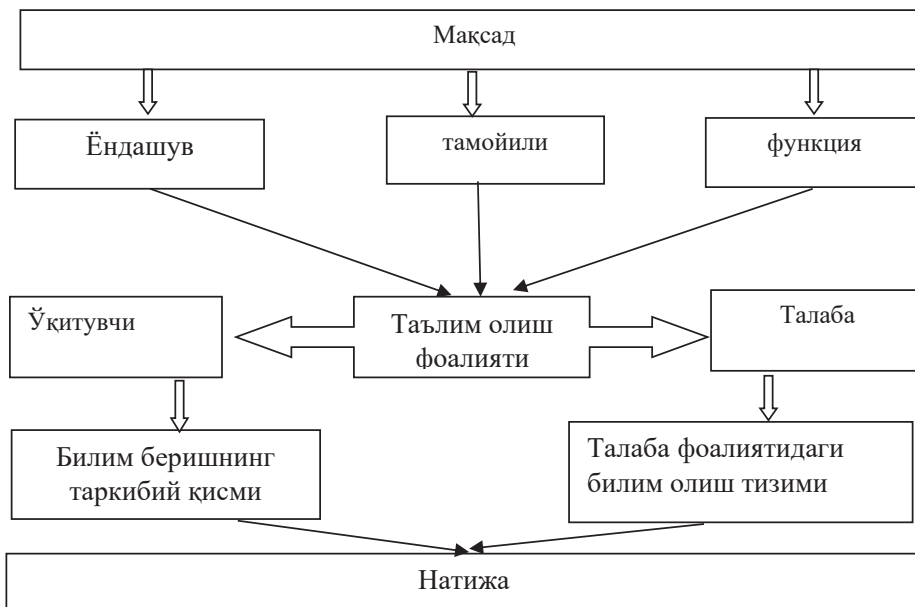 Мақсад
Ёндашув
тамойили
функция
Ўқитувчи
Таълим олиш
фоалияти
Талаба
Билим беришнинг
таркибий қисми
Талаба фоалиятидаги
билим олиш тизими
Натижа